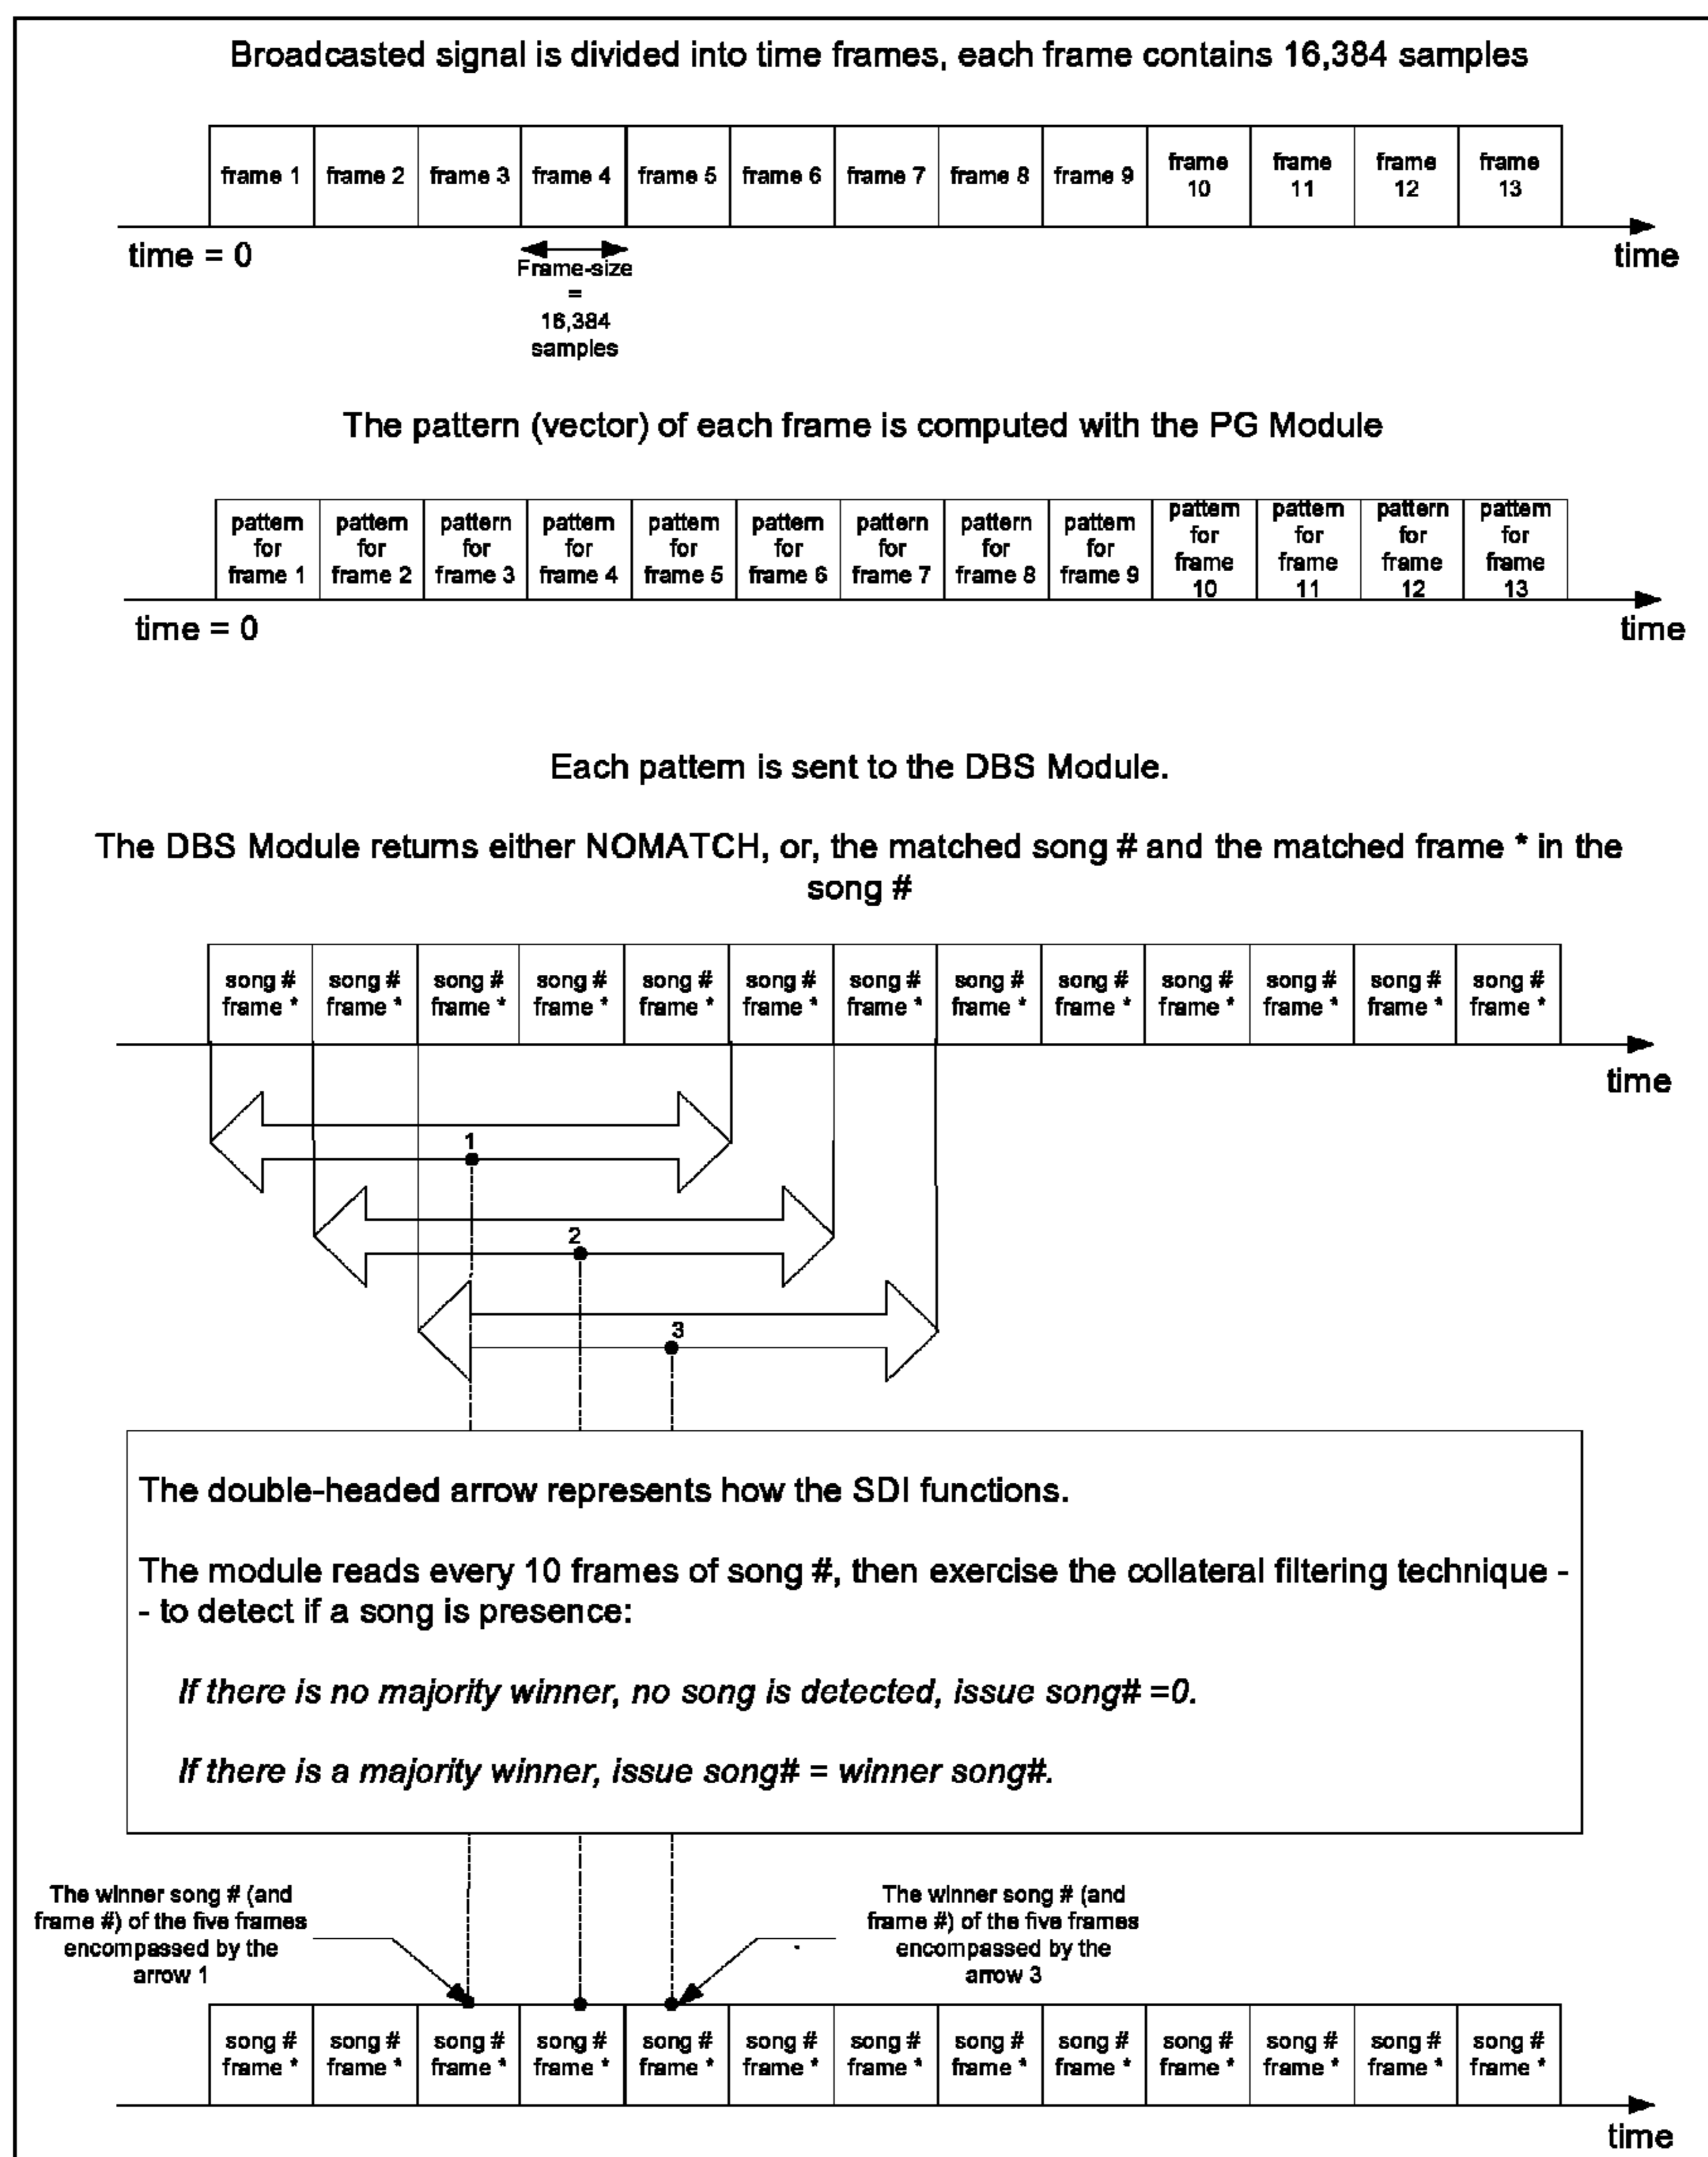 Broadcasted signal is divided into time frames, each frame contains 16,384 samples
frame 1 frame 2 frame 3 frame 4 frame 5 frame 6 frame 7 frame 8 frame 9 frame 10 frame 11 frame 12 frame 13
time = 0
time
Frame-size
=
16,384
samples
The pattern (vector) of each frame is computed with the PG Module
pattern for frame 1 pattern for frame 2 pattern for frame 3 pattern for frame 4 pattern for frame 5 pattern for frame 6 pattern for frame 7 pattern for frame 8 pattern for frame 9 pattern for frame 10 pattern for frame 11 pattern for frame 12 pattern for frame 13
time = 0
time
Each pattern is sent to the DBS Module.
The DBS Module returns either NOMATCH, or, the matched song # and the matched frame * in the
song #
song # song # song # song # song # song # song # song # song # song # song # song # song #
frame * frame * frame * frame * frame * frame * frame * frame * frame * frame * frame * frame * frame *
time
1
2
3
The double-headed arrow represents how the SDI functions.
The module reads every 10 frames of song #, then exercise the collateral filtering technique -
- to detect if a song is presence:
If there is no majority winner, no song is detected, issue song# =0.
If there is a majority winner, issue song# = winner song#.
The winner song # (and
frame #) of the five frames
encompassed by the
arrow 1
The winner song # (and
frame #) of the five frames
encompassed by the
arrow 3
song # song # song # song # song # song # song # song # song # song # song # song # song #
frame * frame * frame * frame * frame * frame * frame * frame * frame * frame * frame * frame * frame *
time